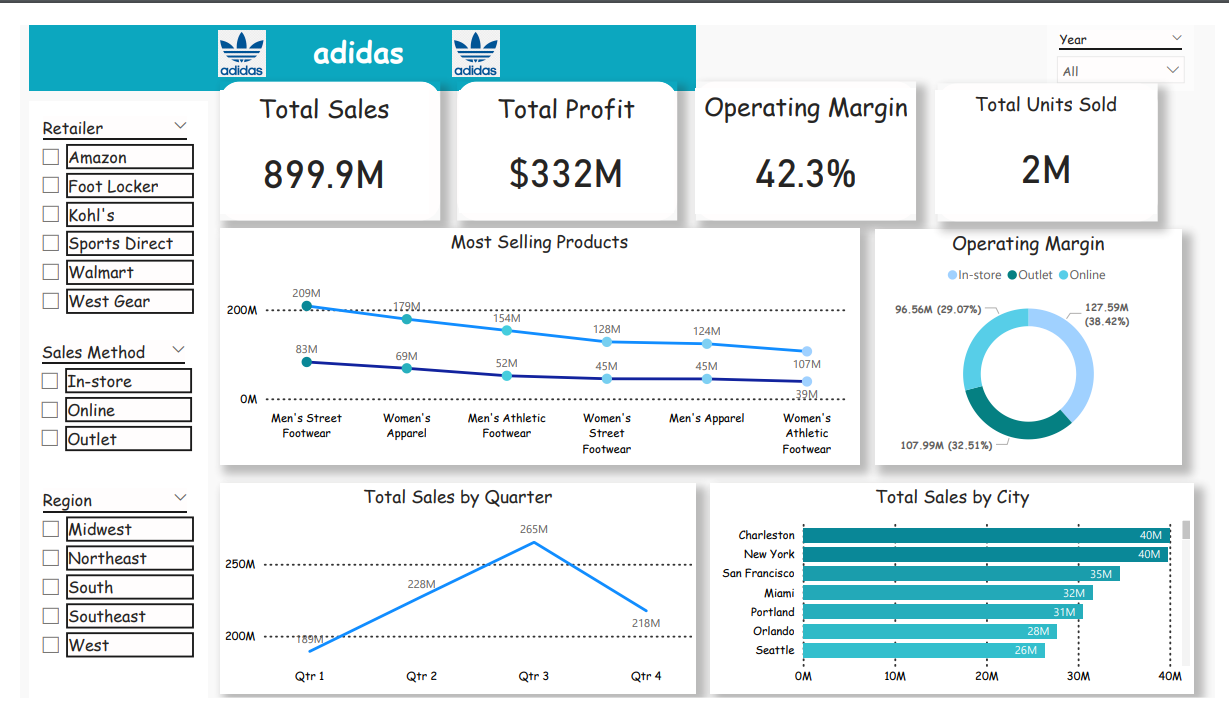 adidas
adidas
adidas
Year
All
Retailer
Amazon
Foot Locker
Kohl's
Sports Direct
Walmart
West Gear
Sales Method
In-store
Online
Outlet
Region
Midwest
Northeast
South
Southeast
West
Total Sales
899.9M
Total Profit
$332M
Operating Margin
42.3%
Total Units Sold
2M
Most Selling Products
200M
0M
209M
179M
154M
128M
124M
107M
83M
69M
52M
45M
45M
39M
Men's Street
Footwear
Women's
Apparel
Men's Athletic
Footwear
Women's
Street
Footwear
Men's Apparel
Women's
Athletic
Footwear
Operating Margin
In-store Outlet Online
96.56M (29.07%)
127.59M
(38.42%)
107.99M (32.51%)
Total Sales by Quarter
250M
200M
189M
228M
265M
218M
Qtr 1 Qtr 2 Qtr 3 Qtr 4
Total Sales by City
Charleston 40M
New York 40M
San Francisco 35M
Miami 32M
Portland 31M
Orlando 28M
Seattle 26M
0M 10M 20M 30M 40M